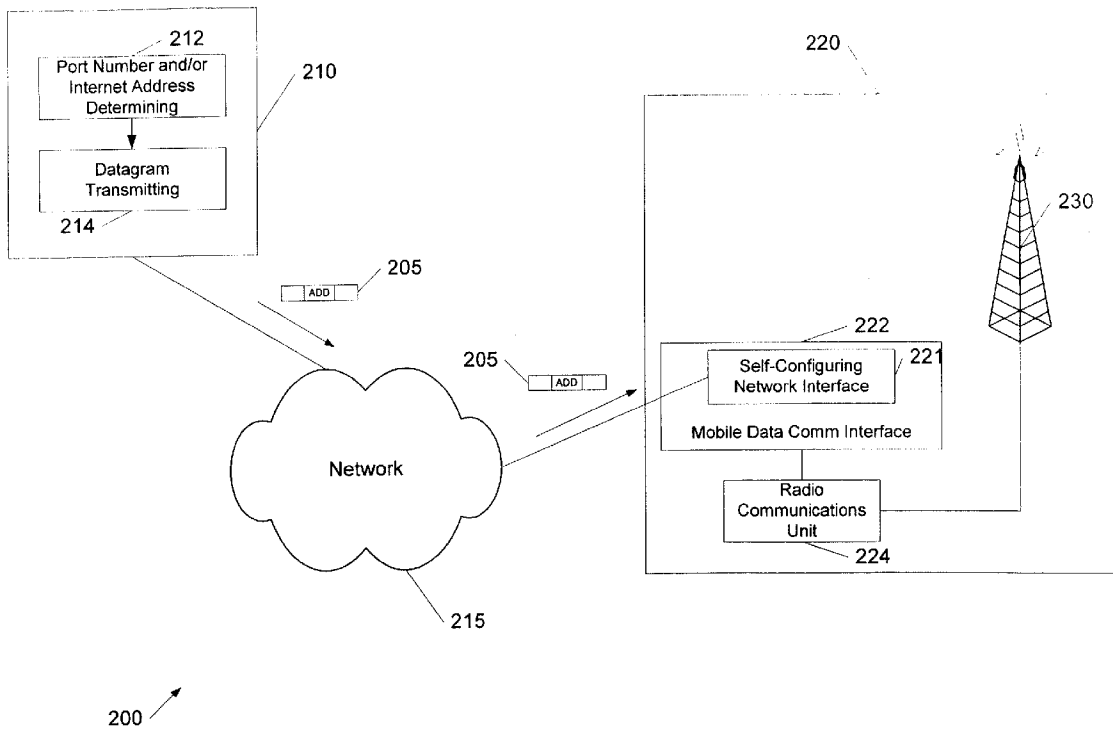 212
Port Number and/or
Internet Address
Determining
210
Datagram
Transmitting
214
220
230
ADD
205
205
ADD
222
Self-Configuring
Network Interface
221
Mobile Data Comm Interface
Network
Radio
Communications
Unit
224
215
200